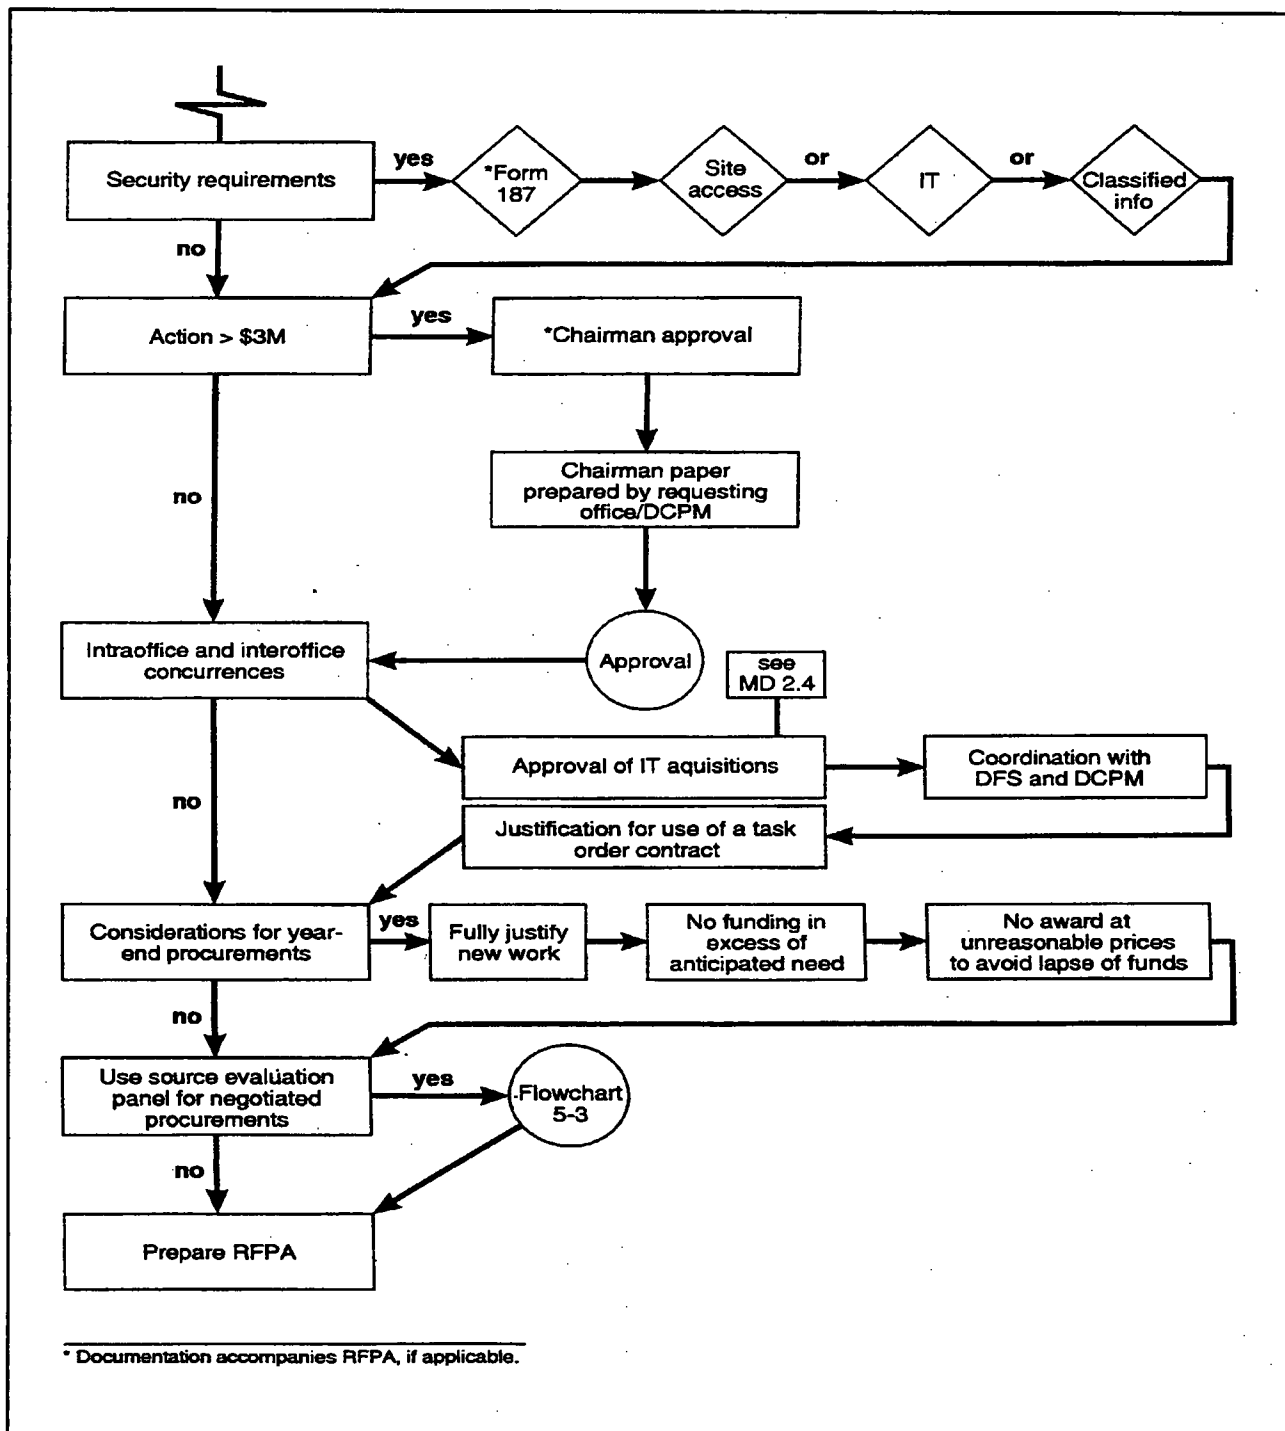 Security requirements
yes
*Form
187
Site
access
or
IT
or
Classified
info
no
Action > $3M
yes
*Chairman approval
no
Chairman paper
prepared by requesting
office/DCPM
Intraoffice and interoffice
concurrences
Approval
see
MD 2.4
no
Approval of IT aquisitions
Coordination with
DFS and DCPM
Justification for use of a task
order contract
Considerations for year-
end procurements
yes
Fully justify
new work
No funding in
excess of
anticipated need
No award at
unreasonable prices
to avoid lapse of funds
no
Use source evaluation
panel for negotiated
procurements
yes
Flowchart
5-3
no
Prepare RFPA
* Documentation accompanies RFPA, if applicable.